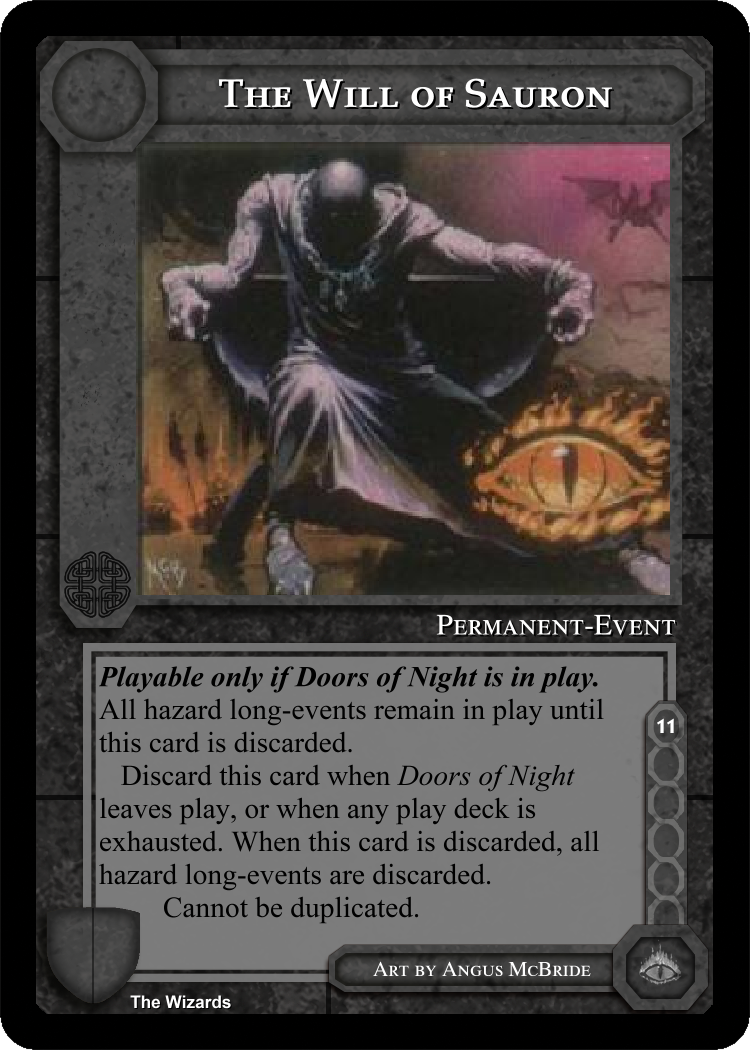 The Will of Sauron
Permanent-Event
Playable only if Doors of Night is in play.
All hazard long-events remain in play until
this card is discarded.
Discard this card when Doors of Night
leaves play, or when any play deck is
exhausted. When this card is discarded, all
hazard long-events are discarded.
Cannot be duplicated.
11
Art by Angus McBride
The Wizards